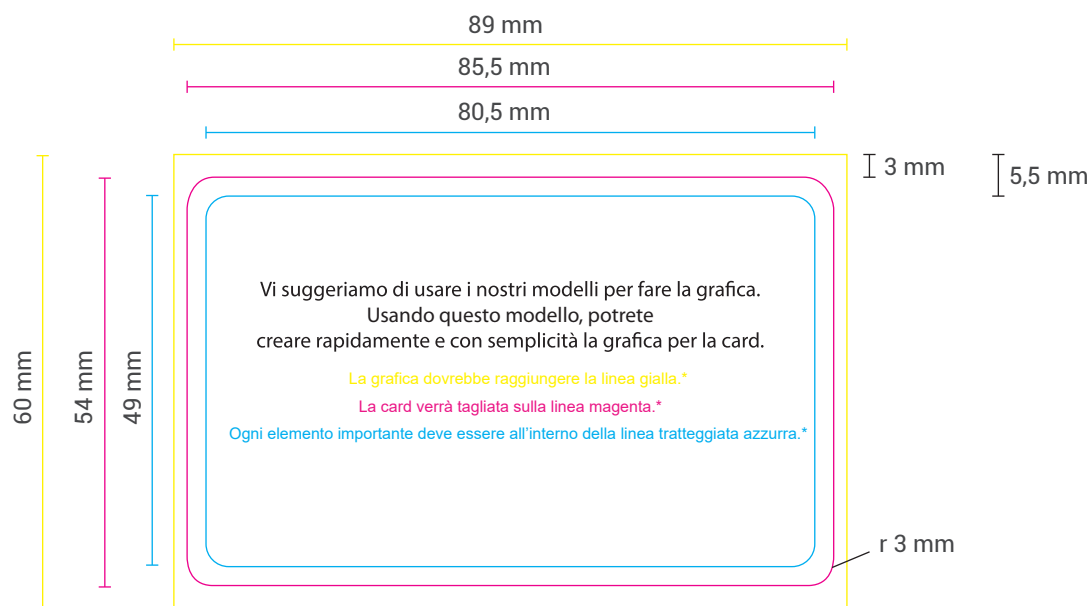 89 mm
85,5 mm
80,5 mm
3 mm
5,5 mm
60 mm
54 mm
49 mm
Vi suggeriamo di usare i nostri modelli per fare la grafica.
Usando questo modello, potrete
creare rapidamente e con semplicità la grafica per la card.
La grafica dovrebbe raggiungere la linea gialla.*
La card verrà tagliata sulla linea magenta.*
Ogni elemento importante deve essere all'interno della linea tratteggiata azzurra.*
r 3 mm